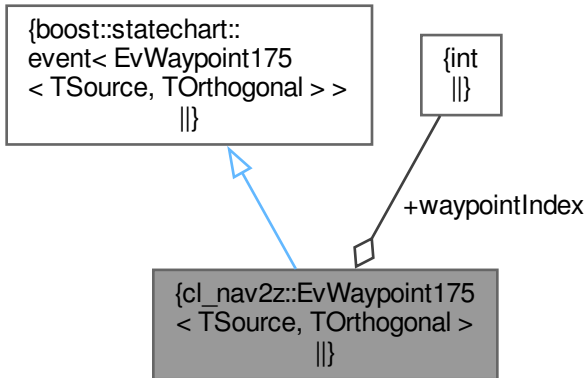 {boost::statechart::
event< EvWaypoint175
< TSource, TOrthogonal > >
||}
{int
||}
+waypointIndex
{cl_nav2z::EvWaypoint175
< TSource, TOrthogonal >
||}